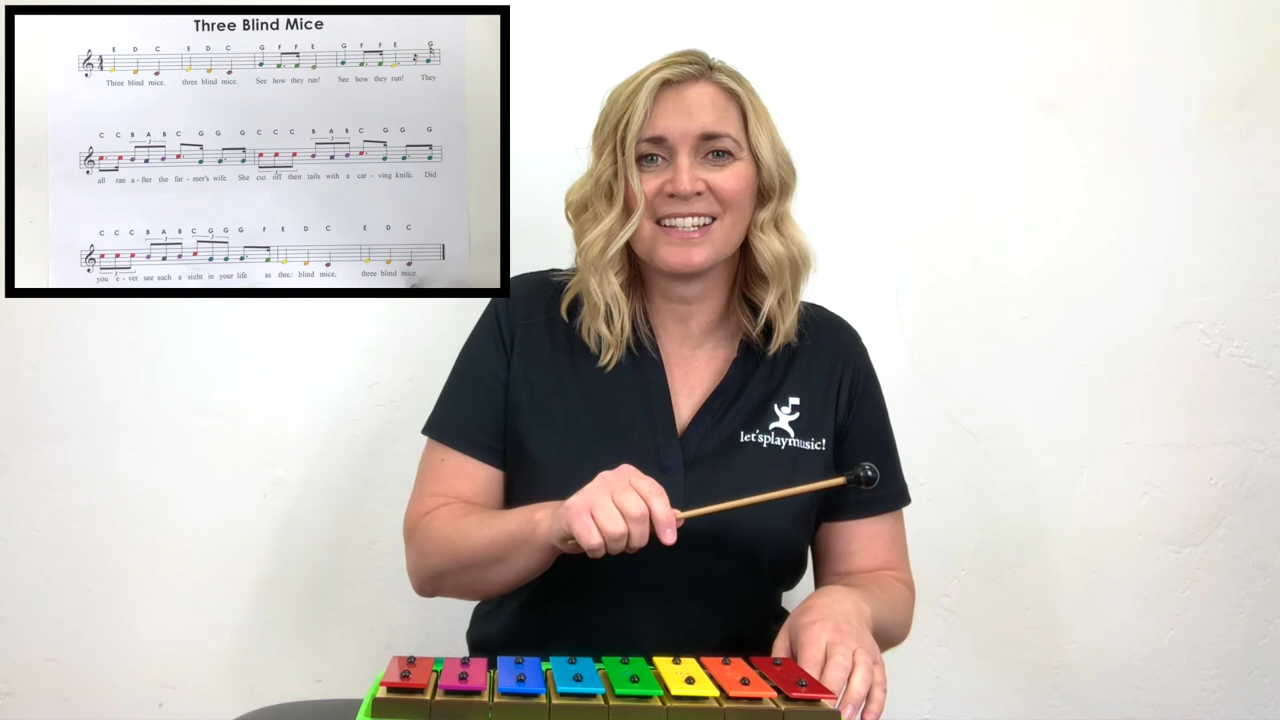 Three Blind Mice
E D C E D C G F F E G F F E G
Three blind mice, three blind mice. See how they run! See how they run! They
C C B A B C G G G C C C B A B C G G G
all ran a-fter the far-mer's wife. She cut off their tails with a car-ving knife. Did
C C C B A B C G G G F E D C E D C
you e-ver see such a sight in your life as three blind mice, three blind mice.
let'splaymusic!